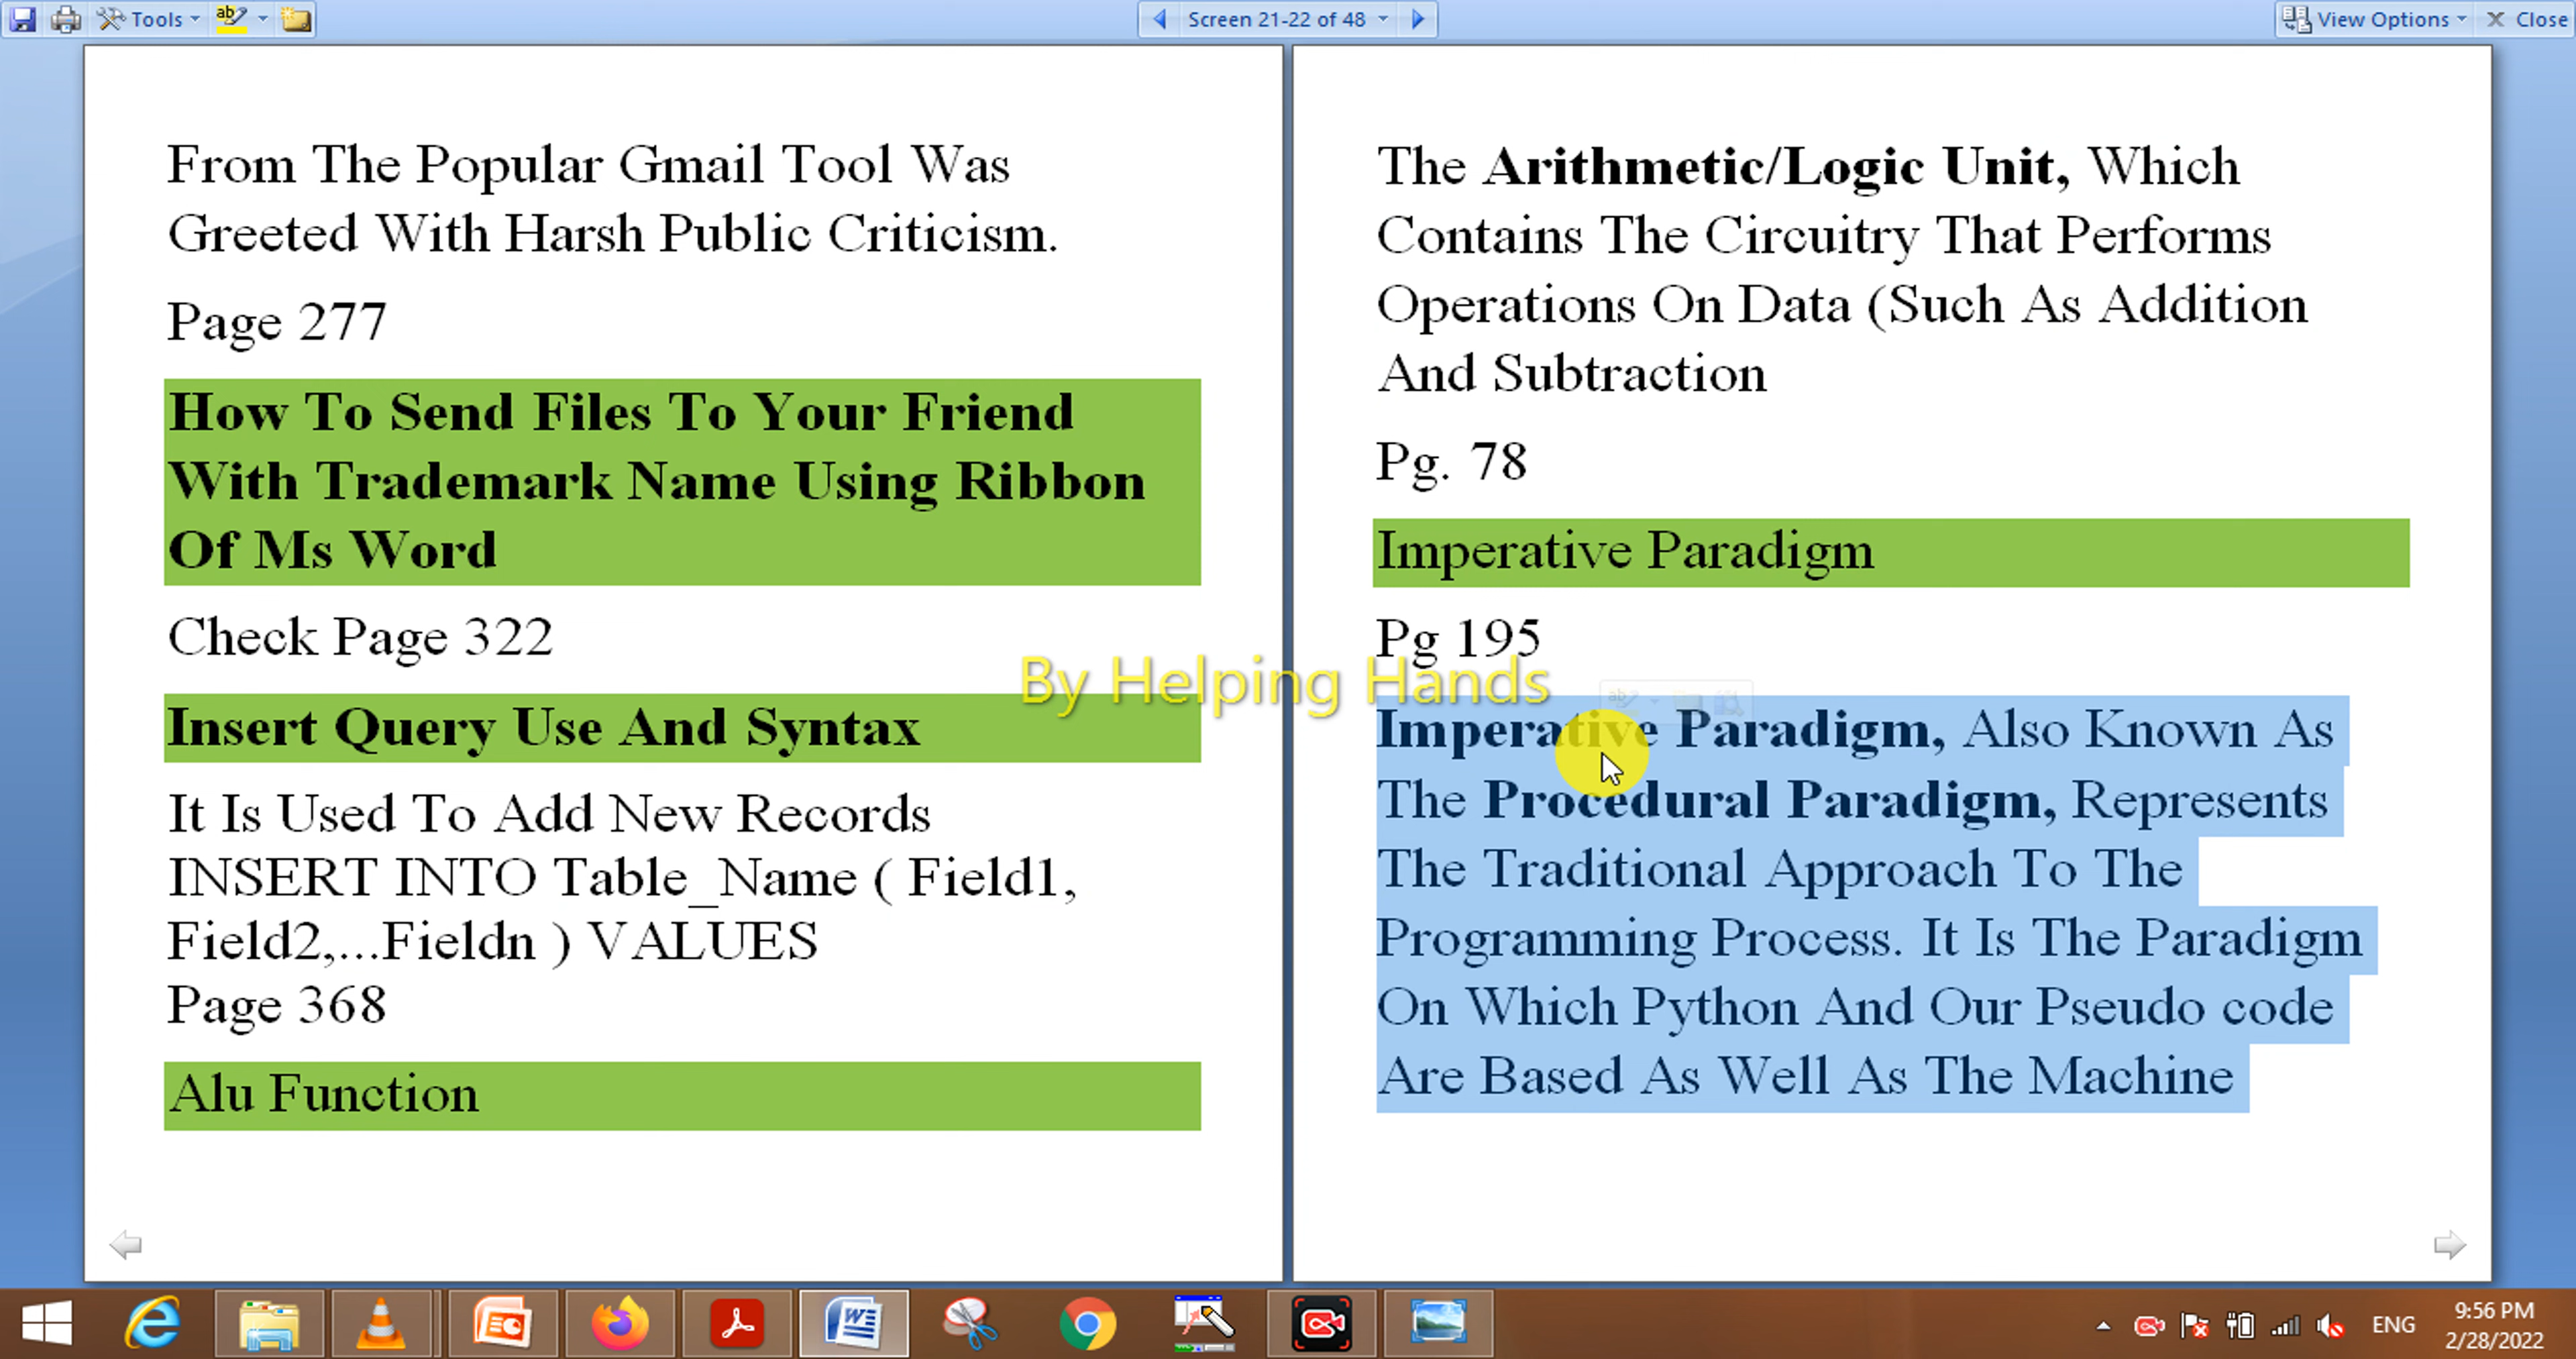 Tools
Screen 21-22 of 48
View Options
Close
From The Popular Gmail Tool Was
Greeted With Harsh Public Criticism.
Page 277
How To Send Files To Your Friend
With Trademark Name Using Ribbon
Of Ms Word
Check Page 322
Insert Query Use And Syntax
It Is Used To Add New Records
INSERT INTO Table_Name ( Field1,
Field2,...Fieldn ) VALUES
Page 368
Alu Function
The Arithmetic/Logic Unit, Which
Contains The Circuitry That Performs
Operations On Data (Such As Addition
And Subtraction
Pg. 78
Imperative Paradigm
Pg 195
By Helping Hands
Imperative Paradigm, Also Known As
The Procedural Paradigm, Represents
The Traditional Approach To The
Programming Process. It Is The Paradigm
On Which Python And Our Pseudo code
Are Based As Well As The Machine
ENG
9:56 PM
2/28/2022